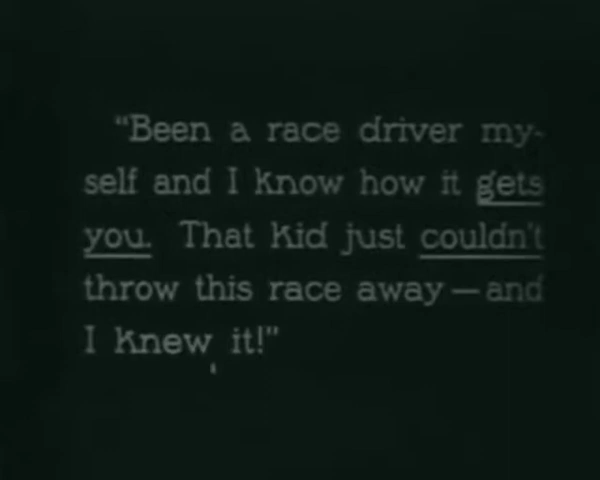 "Been a race driver my-
self and I know how it gets
you. That kid just couldn't
throw this race away—and
I knew it!"